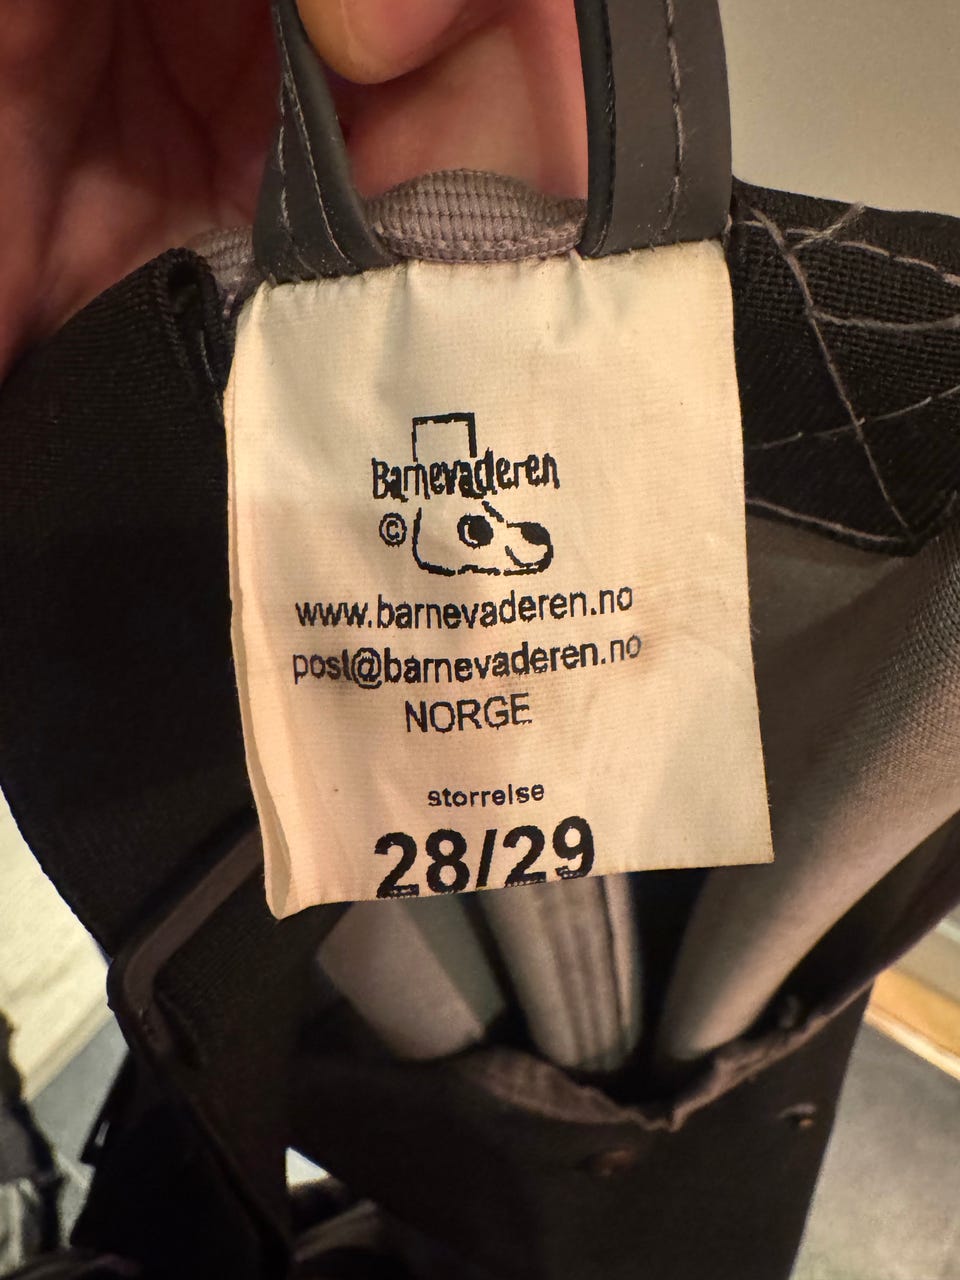 Barnevaderen
©
www.barnevaderen.no
post@barnevaderen.no
NORGE
storrelse
28/29